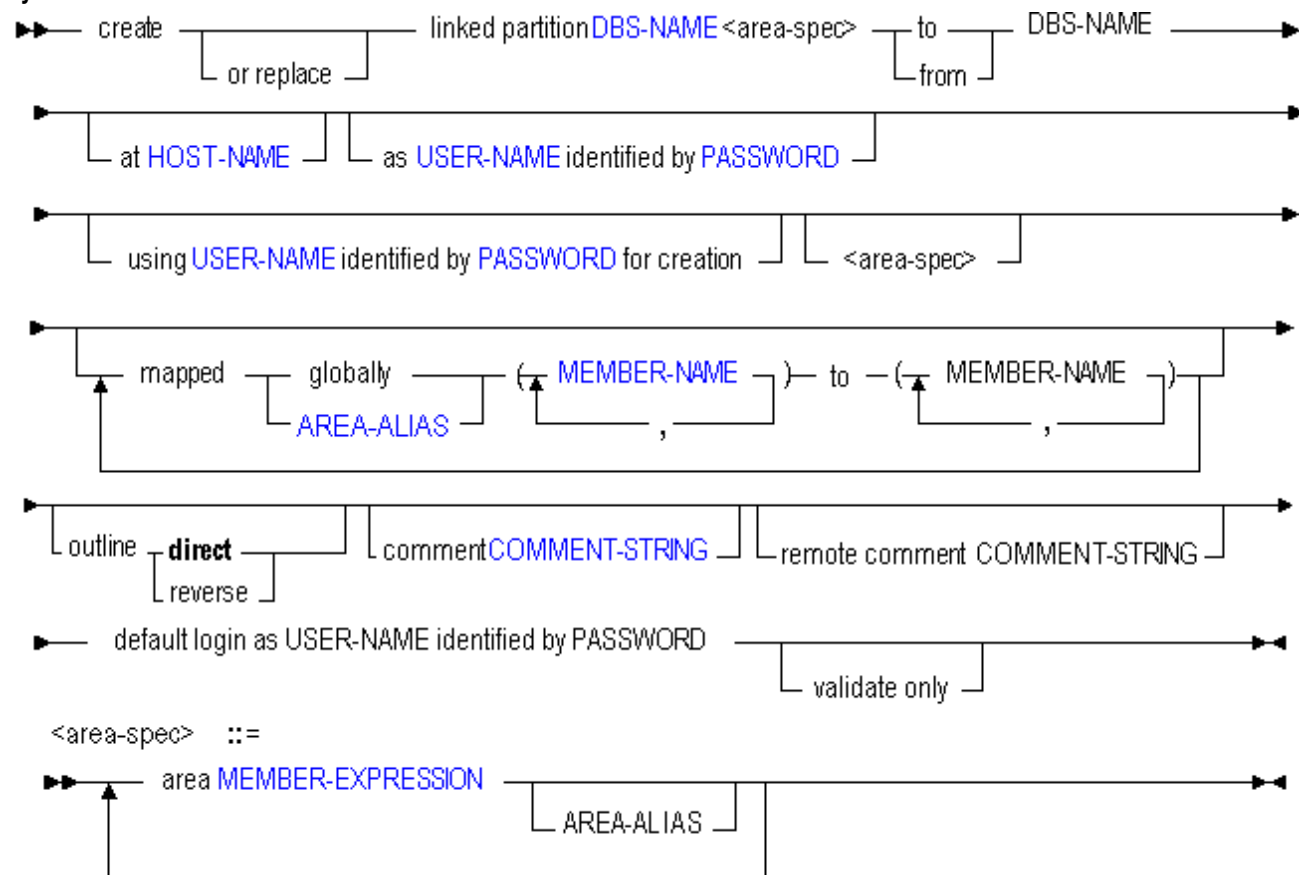 create linked partition DBS-NAME <area-spec> to DBS-NAME
or replace from
at HOST-NAME as USER-NAME identified by PASSWORD
using USER-NAME identified by PASSWORD for creation <area-spec>
mapped globally ( MEMBER-NAME ) to ( MEMBER-NAME )
AREA-ALIAS , ,
outline direct comment COMMENT-STRING remote comment COMMENT-STRING
reverse
default login as USER-NAME identified by PASSWORD
validate only
<area-spec> ::=
area MEMBER-EXPRESSION
AREA-ALIAS